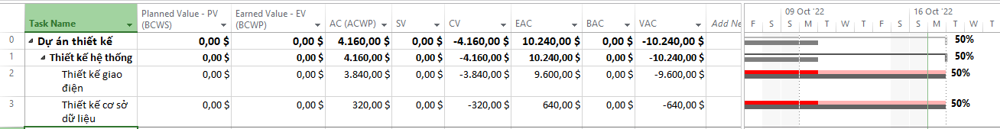 09 Oct '22 16 Oct '22
Task Name Planned Value - PV (BCWS) Earned Value - EV (BCWP) AC (ACWP) SV CV EAC BAC VAC Add Ne F S S M T W T F S S M T W T
0 Dự án thiết kế 0,00 $ 0,00 $ 4.160,00 $ 0,00 $ -4.160,00 $ 10.240,00 $ 0,00 $ -10.240,00 $ 50%
1 Thiết kế hệ thống 0,00 $ 0,00 $ 4.160,00 $ 0,00 $ -4.160,00 $ 10.240,00 $ 0,00 $ -10.240,00 $ 50%
2 Thiết kế giao điện 0,00 $ 0,00 $ 3.840,00 $ 0,00 $ -3.840,00 $ 9.600,00 $ 0,00 $ -9.600,00 $ 50%
3 Thiết kế cơ sở dữ liệu 0,00 $ 0,00 $ 320,00 $ 0,00 $ -320,00 $ 640,00 $ 0,00 $ -640,00 $ 50%